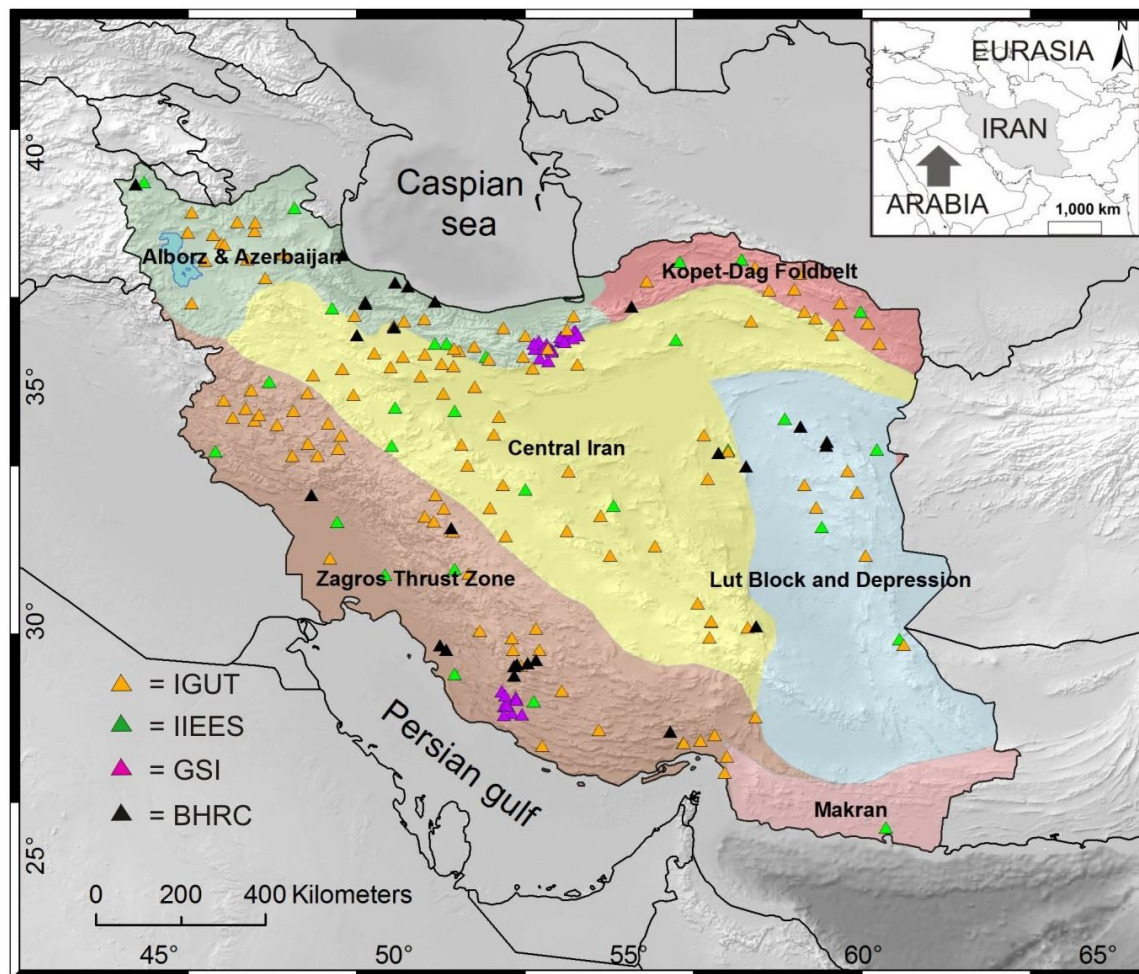 N
EURASIA
IRAN
ARABIA
1,000 km
40°
35°
30°
25°
Caspian
sea
Alborz & Azerbaijan
Kopet-Dag Foldbelt
Central Iran
Zagros Thrust Zone
Lut Block and Depression
Makran
Persian gulf
= IGUT
= IIEES
= GSI
= BHRC
0 200 400 Kilometers
45° 50° 55° 60° 65°